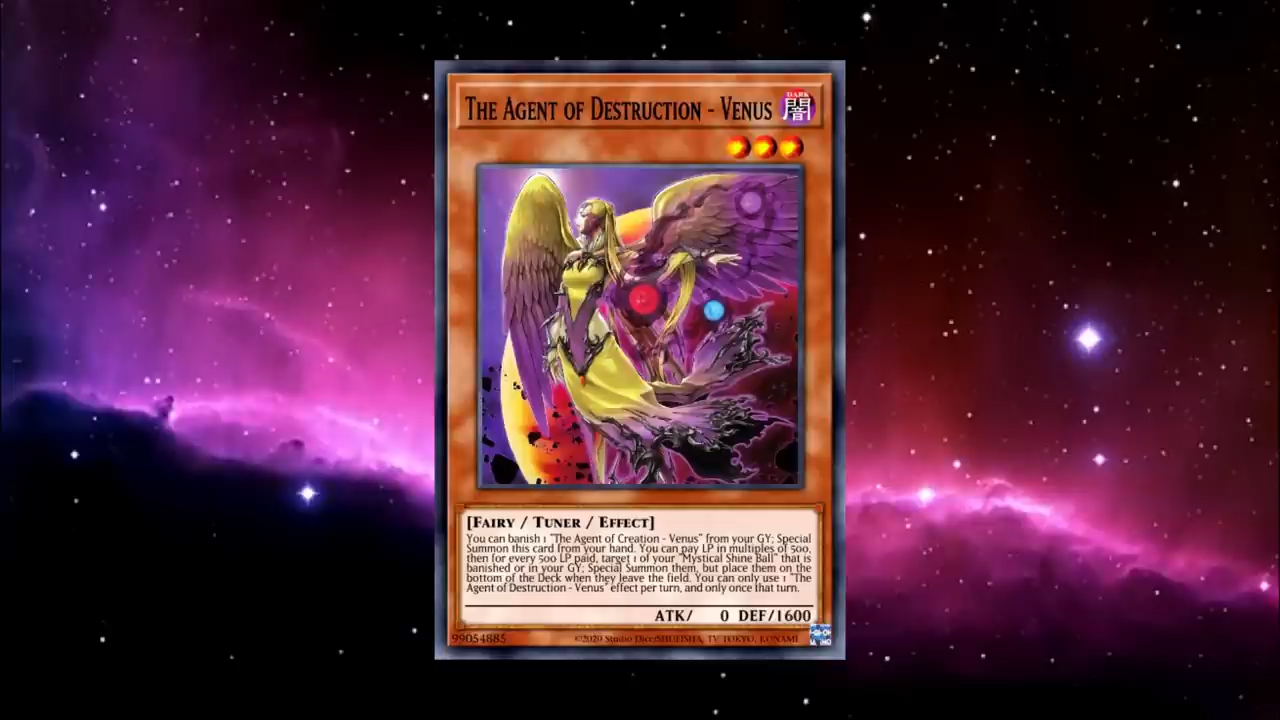 THE AGENT OF DESTRUCTION - VENUS
DARK
闇
[FAIRY / TUNER / EFFECT]
You can banish 1 "The Agent of Creation - Venus" from your GY; Special
Summon this card from your hand. You can pay LP in multiples of 500,
then for every 500 LP paid, target 1 of your "Mystical Shine Ball" that is
banished or in your GY; Special Summon them, but place them on the
bottom of the Deck when they leave the field. You can only use 1 "The
Agent of Destruction - Venus" effect per turn, and only once that turn.
ATK/ 0 DEF/1600
99054885 ©2020 Studio Dice/SHUEISHA, TV TOKYO, KONAMI